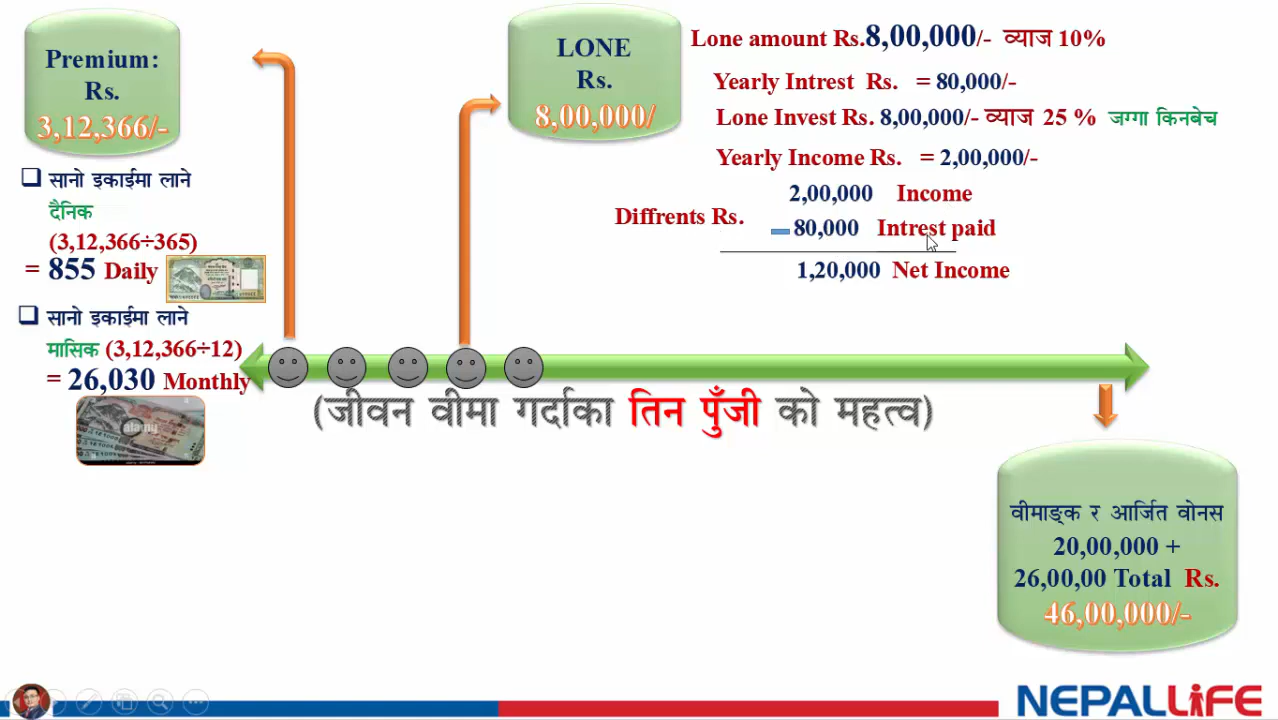 Premium:
Rs.
3,12,366/-
❑ सानो इकाईमा लाने
दैनिक
(3,12,366÷365)
= 855 Daily
❑ सानो इकाईमा लाने
मासिक (3,12,366÷12)
= 26,030 Monthly
alamy
LONE
Rs.
8,00,000/
Lone amount Rs.8,00,000/- व्याज 10%
Yearly Intrest Rs. = 80,000/-
Lone Invest Rs. 8,00,000/- व्याज 25 % जग्गा किनबेच
Yearly Income Rs. = 2,00,000/-
2,00,000 Income
Diffrents Rs.
- 80,000 Intrest paid
1,20,000 Net Income
(जीवन वीमा गर्दाका तिन पुँजी को महत्व)
वीमाङ्क र आर्जित वोनस
20,00,000 +
26,00,00 Total Rs.
46,00,000/-
NEPALLIFE